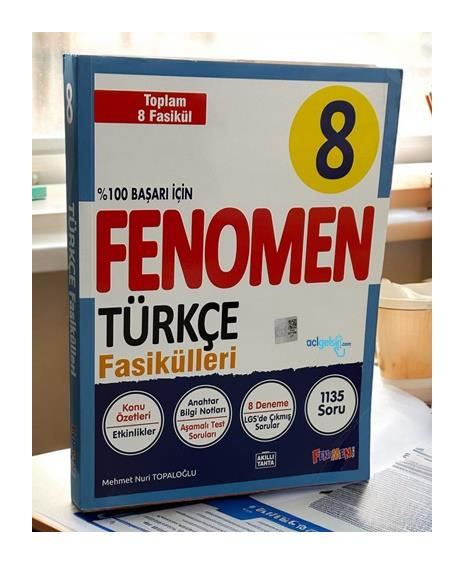 Toplam
8 Fasikül
8
%100 BAŞARI İÇİN
FENOMEN
TÜRKÇE
Fasikülleri
acilgelsin.com
Konu
Özetleri
Etkinlikler
Anahtar
Bilgi Notları
Aşamalı Test
Soruları
8 Deneme
LGS'de Çıkmış
Sorular
1135
Soru
AKILLI
TAHTA
FENOMEN
Mehmet Nuri TOPALOĞLU
8
TÜRKÇE Fasikülleri